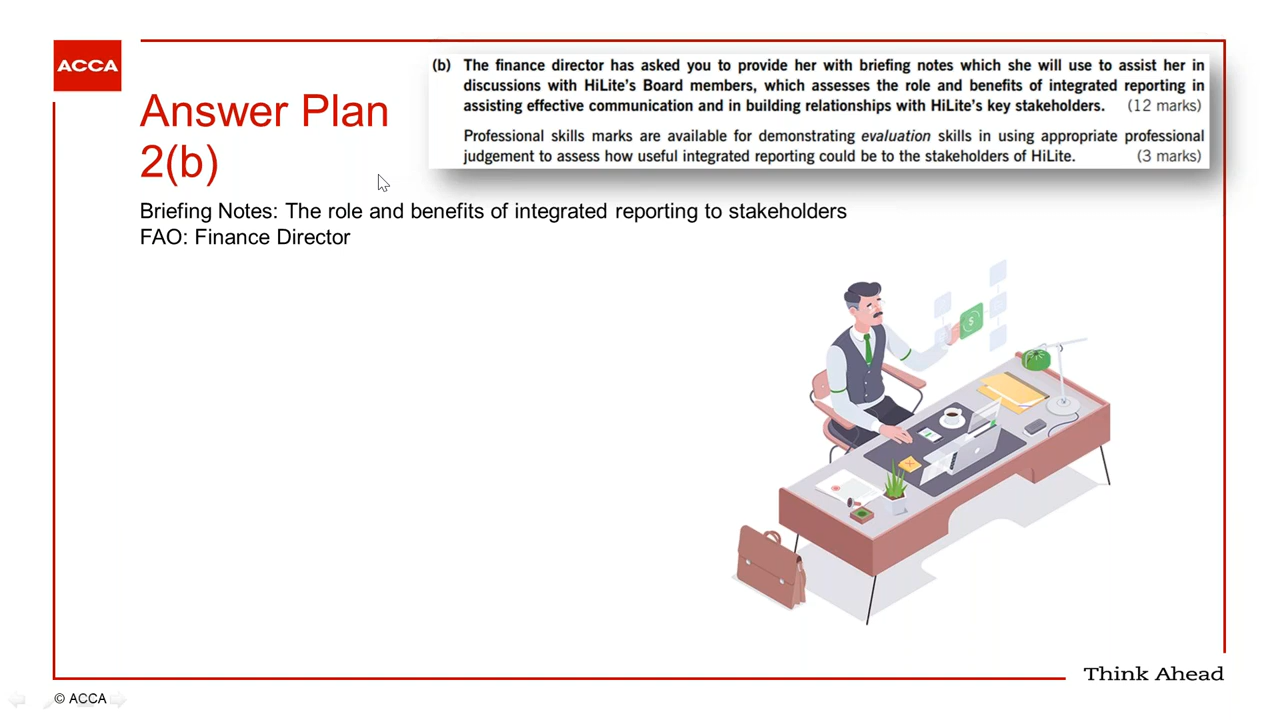 ACCA
Answer Plan
2(b)
(b) The finance director has asked you to provide her with briefing notes which she will use to assist her in
discussions with HiLite's Board members, which assesses the role and benefits of integrated reporting in
assisting effective communication and in building relationships with HiLite's key stakeholders. (12 marks)
Professional skills marks are available for demonstrating evaluation skills in using appropriate professional
judgement to assess how useful integrated reporting could be to the stakeholders of HiLite. (3 marks)
Briefing Notes: The role and benefits of integrated reporting to stakeholders
FAO: Finance Director
$
Think Ahead
© ACCA